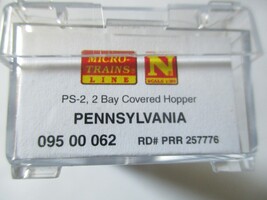 MICRO-
TRAINS
LINE
N
PS-2, 2 Bay Covered Hopper
PENNSYLVANIA
095 00 062 RD# PRR 257776